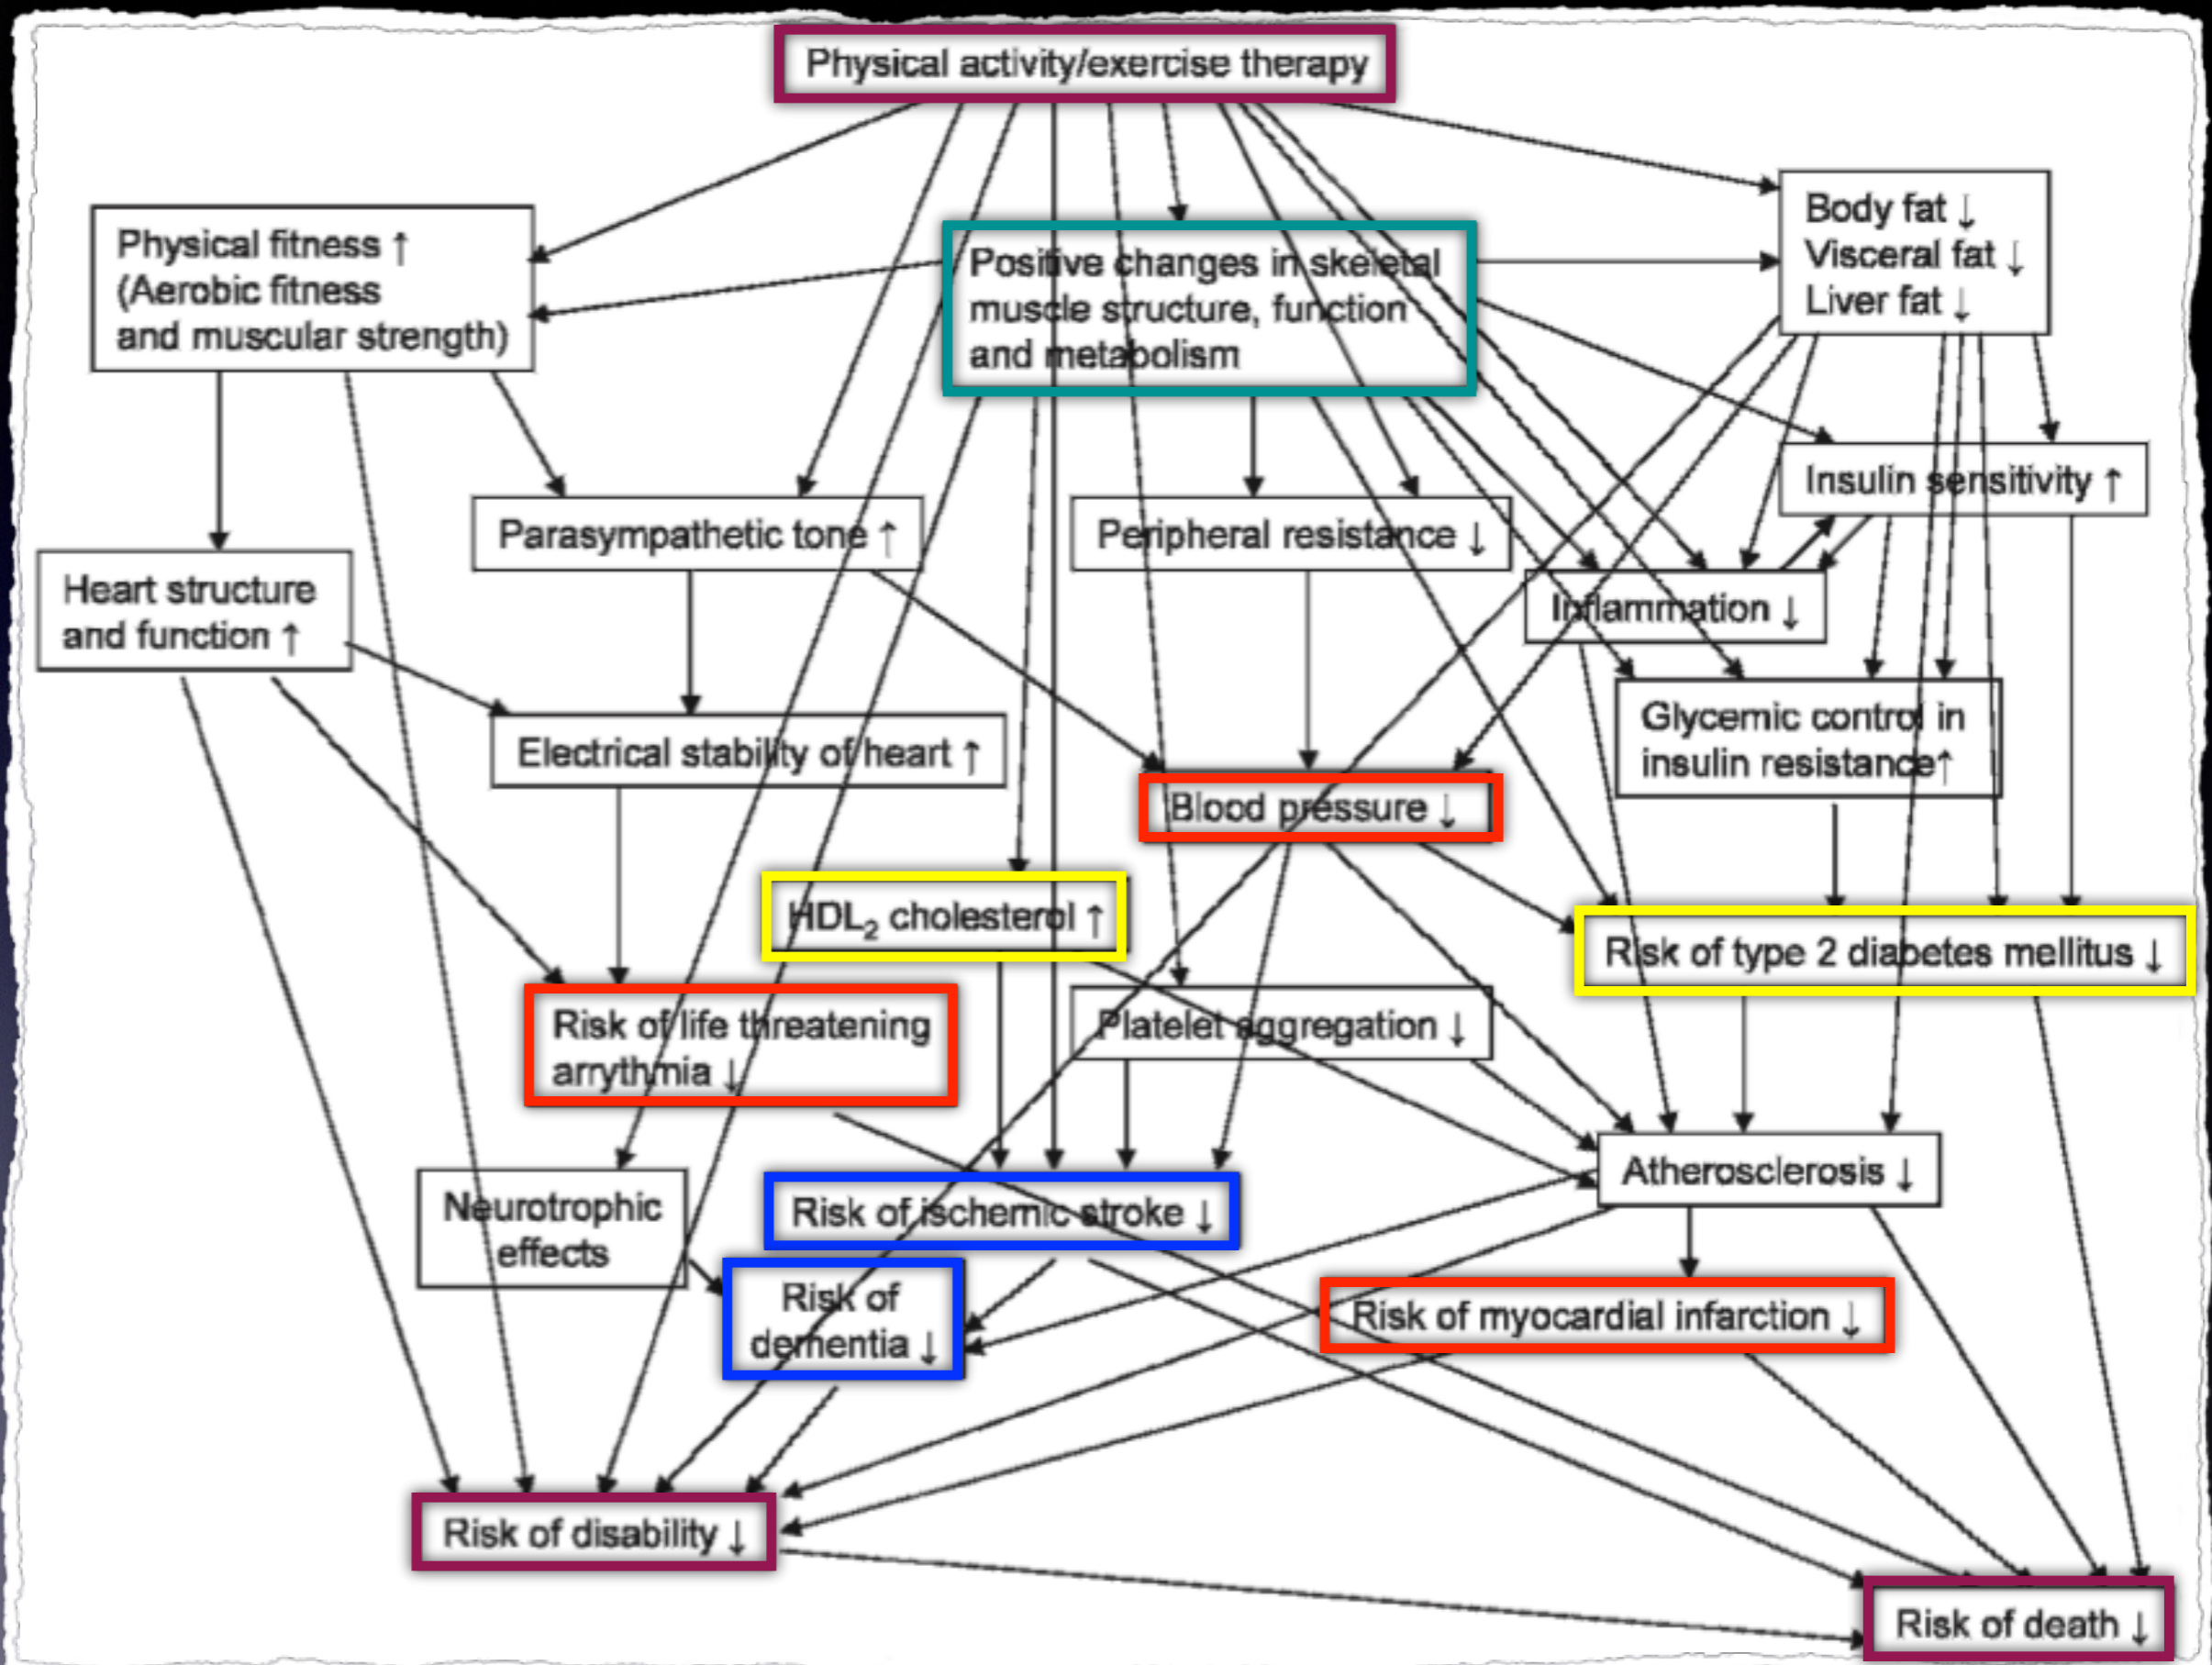 Physical activity/exercise therapy
Body fat ↓
Visceral fat ↓
Liver fat ↓
Physical fitness ↑
(Aerobic fitness
and muscular strength)
Positive changes in skeletal
muscle structure, function
and metabolism
Insulin sensitivity ↑
Parasympathetic tone ↑
Peripheral resistance ↓
Heart structure
and function ↑
Inflammation ↓
Electrical stability of heart ↑
Glycemic control in
insulin resistance↑
Blood pressure ↓
HDL₂ cholesterol ↑
Risk of type 2 diabetes mellitus ↓
Risk of life threatening
arrythmia ↓
Platelet aggregation ↓
Atherosclerosis ↓
Neurotrophic
effects
Risk of ischemic stroke ↓
Risk of
dementia ↓
Risk of myocardial infarction ↓
Risk of disability ↓
Risk of death ↓